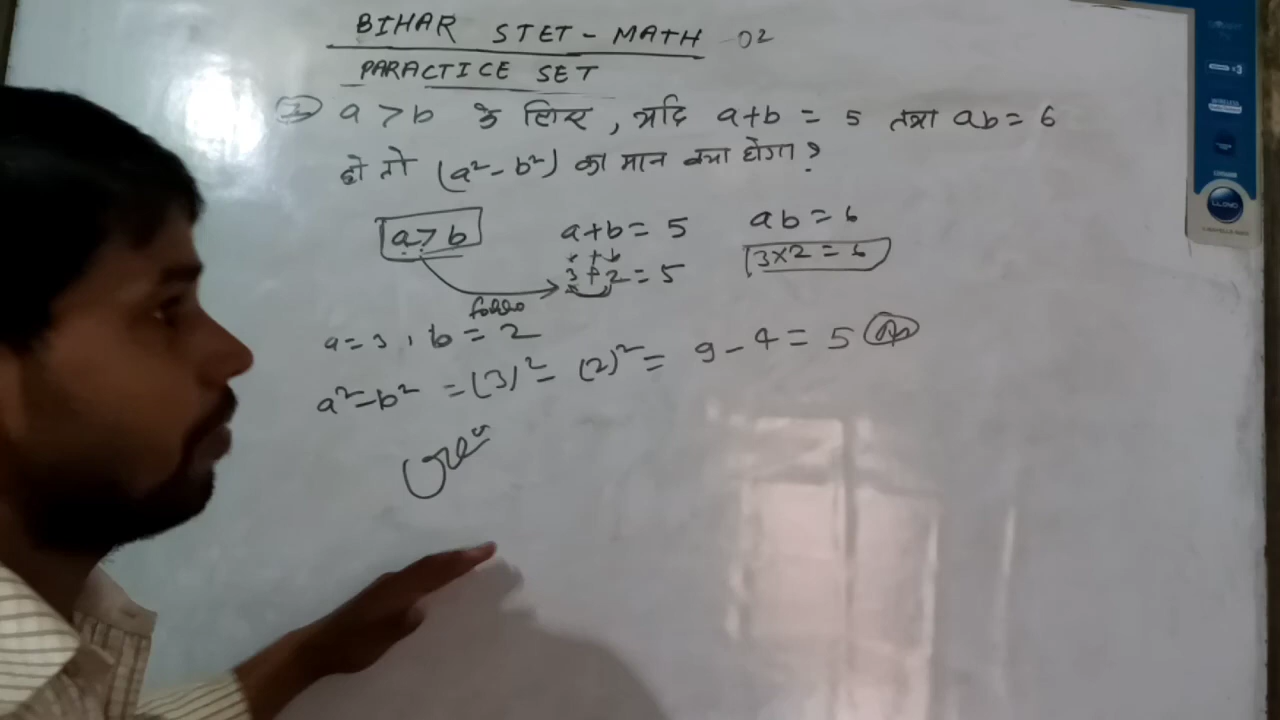 BIHAR STET - MATH 02
PARACTICE SET
a > b के लिए, यदि a+b = 5 तथा ab = 6
हो तो (a²-b²) का मान क्या होगा ?
a > b a+b = 5 ab = 6
3+2 = 5 3×2 = 6
a=3, b = 2
a²-b² = (3)² - (2)² = 9 - 4 = 5